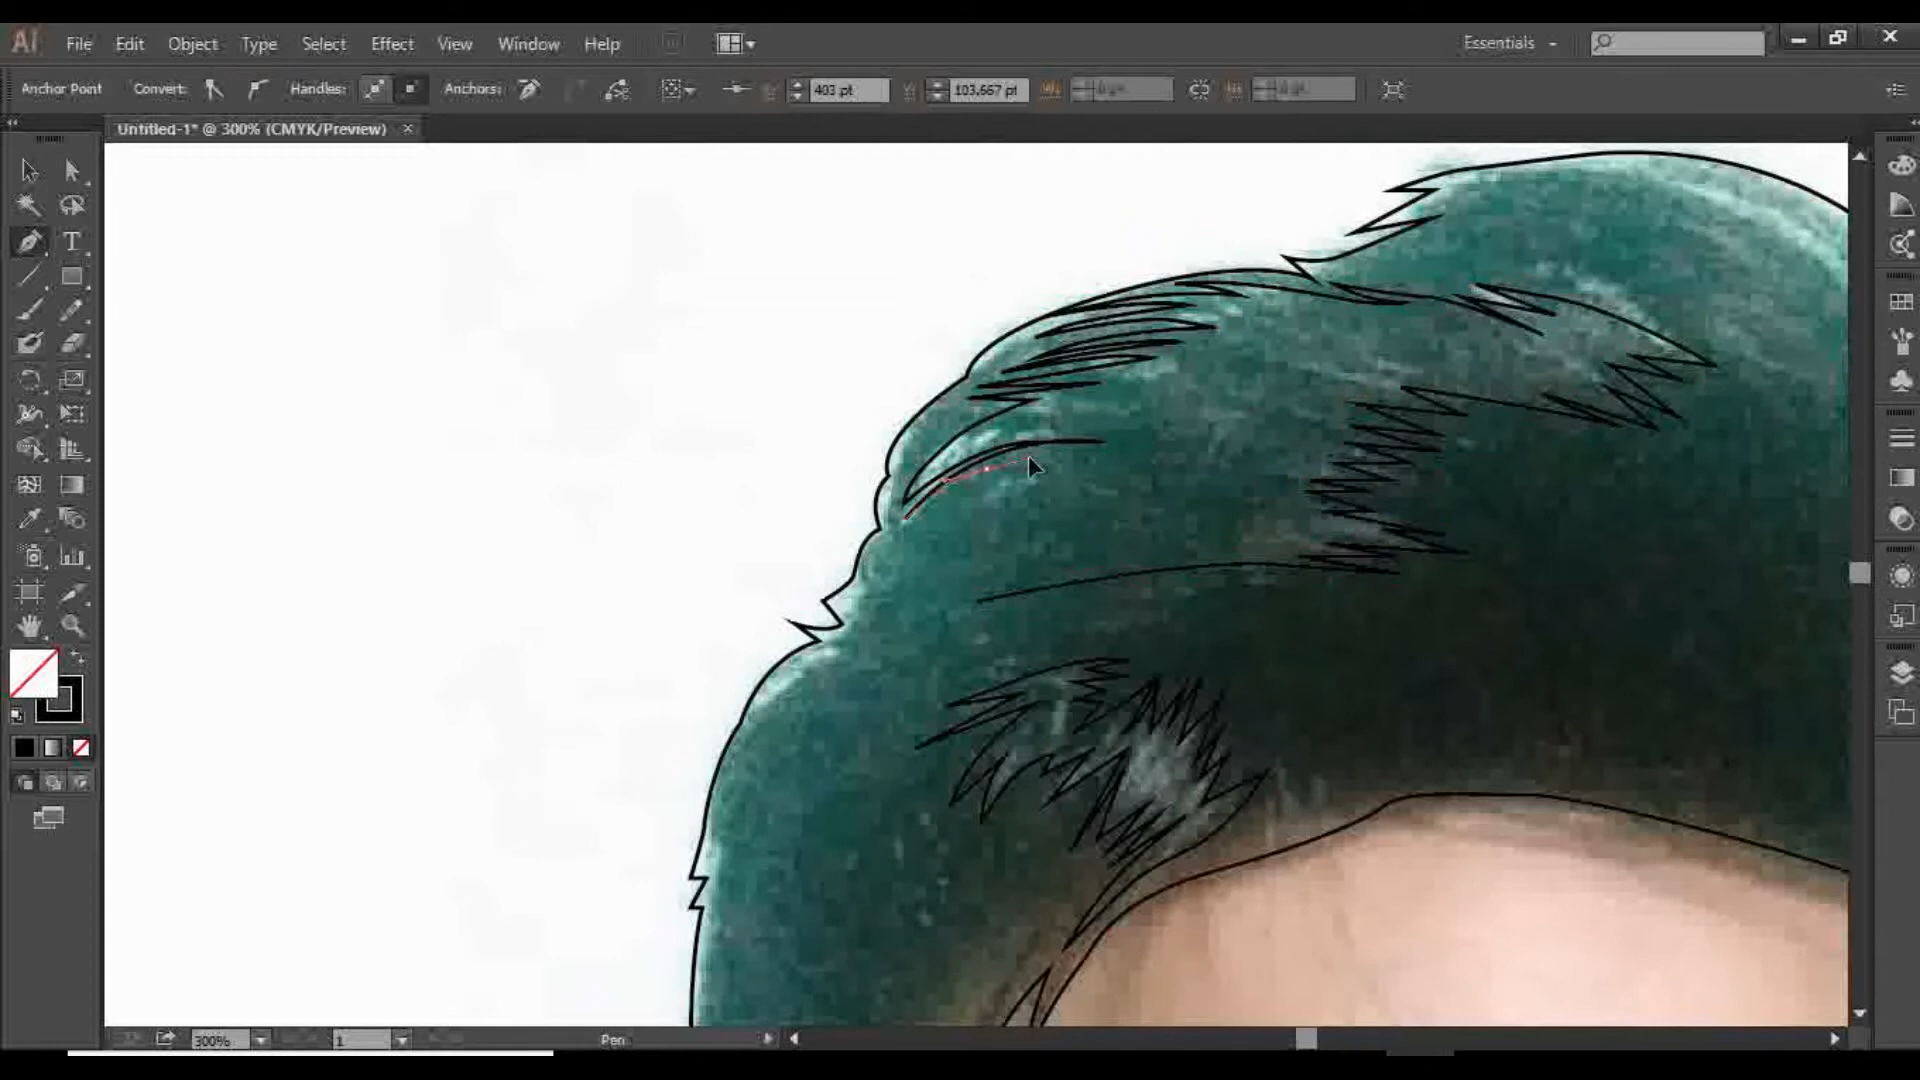 Ai File Edit Object Type Select Effect View Window Help Essentials
Anchor Point Convert: Handles: Anchors: 403 pt 103,667 pt
Untitled-1* @ 300% (CMYK/Preview) ×
T
300% 1 Pen